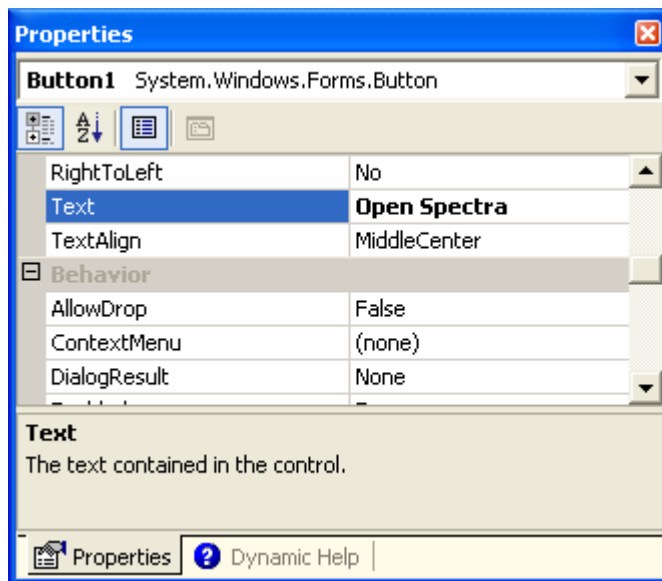 Properties
Button1 System.Windows.Forms.Button
RightToLeft No
Text Open Spectra
TextAlign MiddleCenter
Behavior
AllowDrop False
ContextMenu (none)
DialogResult None
Text
The text contained in the control.
Properties Dynamic Help